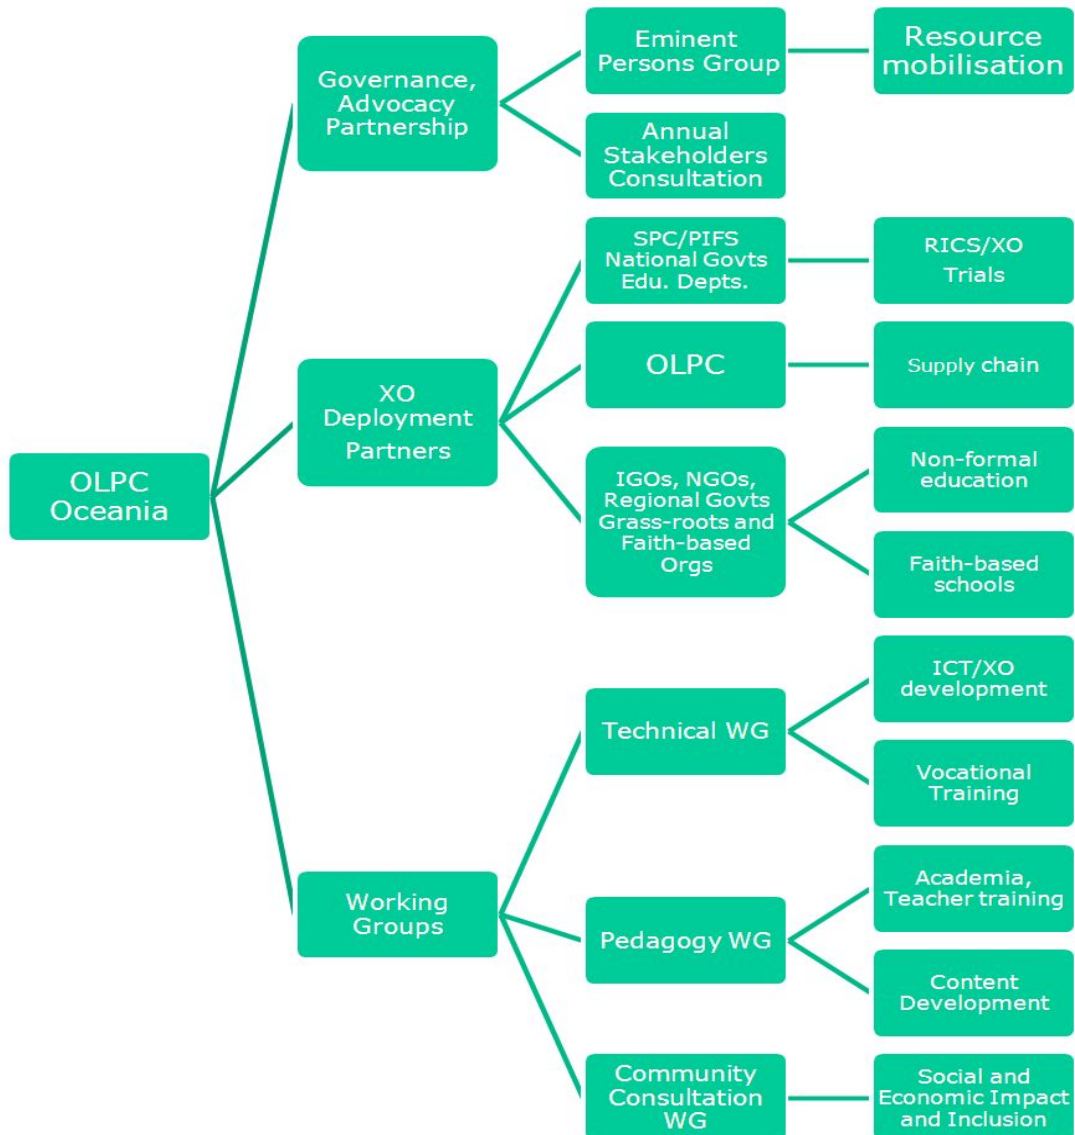 OLPC
Oceania
Governance,
Advocacy
Partnership
Eminent
Persons Group
Resource
mobilisation
Annual
Stakeholders
Consultation
XO
Deployment
Partners
SPC/PIFS
National Govts
Edu. Depts.
RICS/XO
Trials
OLPC
Supply chain
IGOs, NGOs,
Regional Govts
Grass-roots and
Faith-based
Orgs
Non-formal
education
Faith-based
schools
Working
Groups
Technical WG
ICT/XO
development
Vocational
Training
Pedagogy WG
Academia,
Teacher training
Content
Development
Community
Consultation
WG
Social and
Economic Impact
and Inclusion